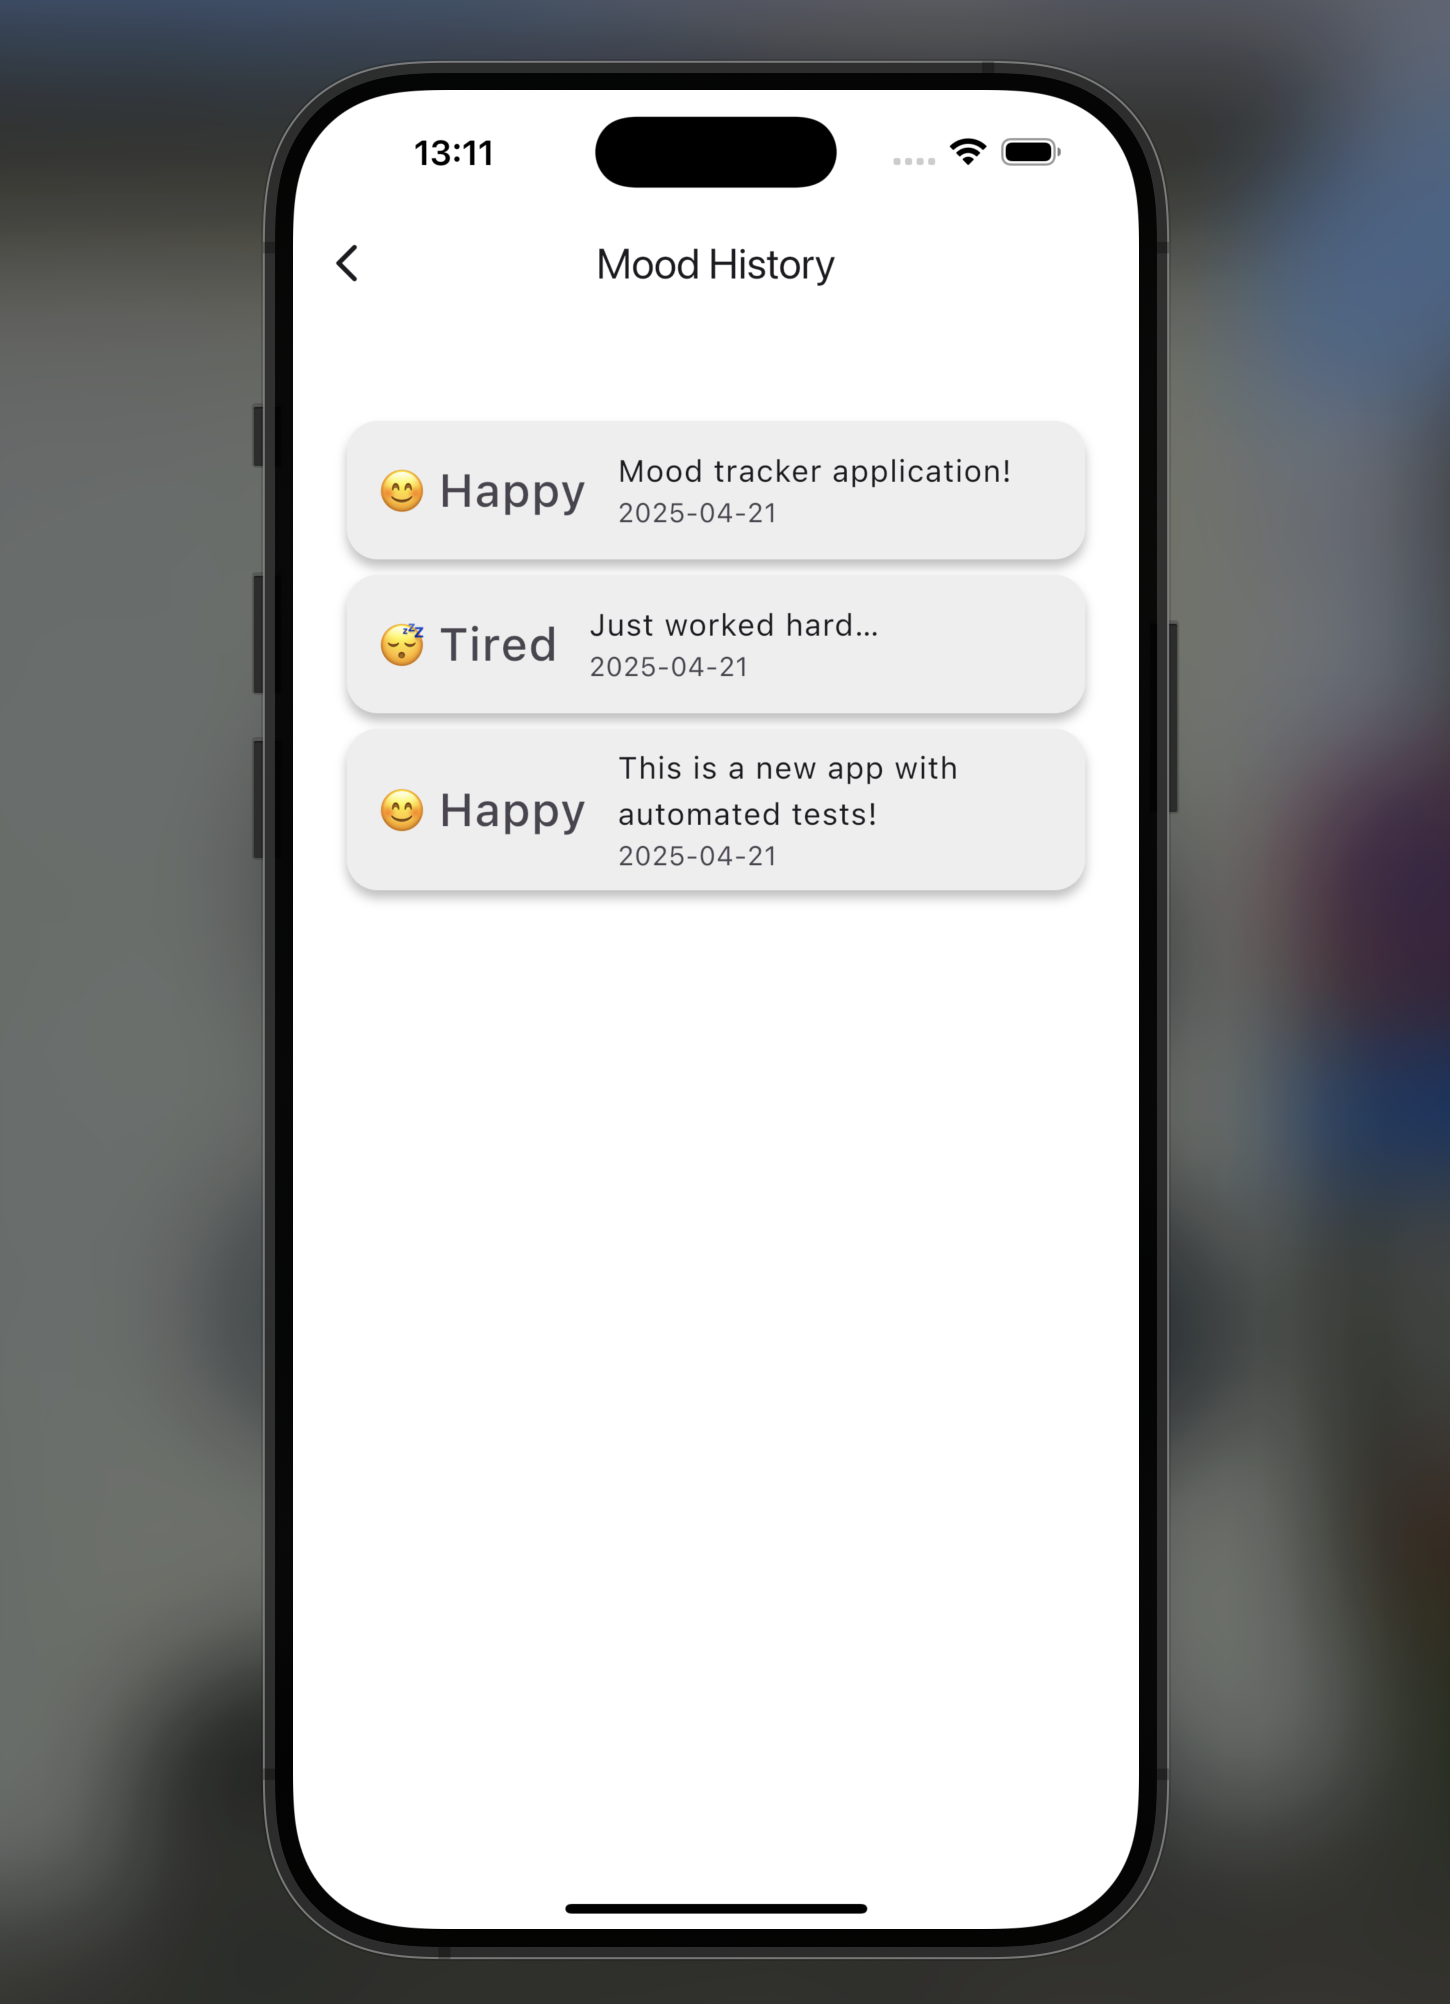 13:11
Mood History
😊 Happy
Mood tracker application!
2025-04-21
😴 Tired
Just worked hard...
2025-04-21
😊 Happy
This is a new app with
automated tests!
2025-04-21